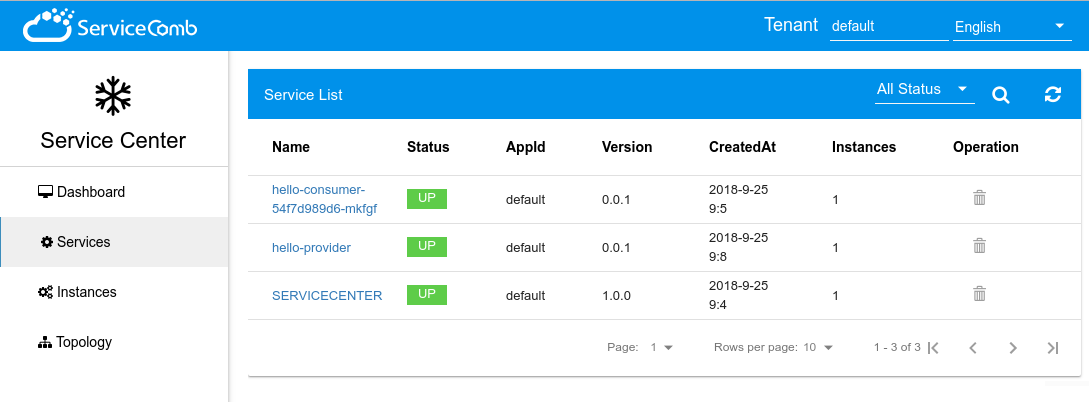 ServiceComb
Tenant default English
Service Center
Dashboard
Services
Instances
Topology
Service List All Status
Name Status AppId Version CreatedAt Instances Operation
hello-consumer-
54f7d989d6-mkfgf UP default 0.0.1 2018-9-25
9:5 1
hello-provider UP default 0.0.1 2018-9-25
9:8 1
SERVICECENTER UP default 1.0.0 2018-9-25
9:4 1
Page: 1 Rows per page: 10 1 - 3 of 3